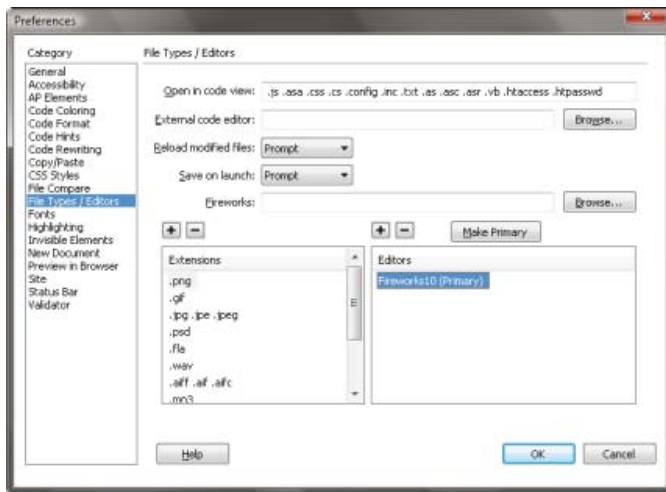 Preferences
Category
General
Accessibility
AP Elements
Code Coloring
Code Format
Code Hints
Code Rewriting
Copy/Paste
CSS Styles
File Compare
File Types / Editors
Fonts
Highlighting
Invisible Elements
New Document
Preview in Browser
Site
Status Bar
Validator
File Types / Editors
Open in code view: .js .asa .css .cs .config .inc .txt .as .asc .asr .vb .htaccess .htpasswd
External code editor: Browse...
Reload modified files: Prompt
Save on launch: Prompt
Fireworks: Browse...
Make Primary
Extensions
.png
.gif
.jpg .jpe .jpeg
.psd
.fla
.wav
.aiff .aif .aifc
.mp3
Editors
Fireworks10 (Primary)
Help
OK
Cancel